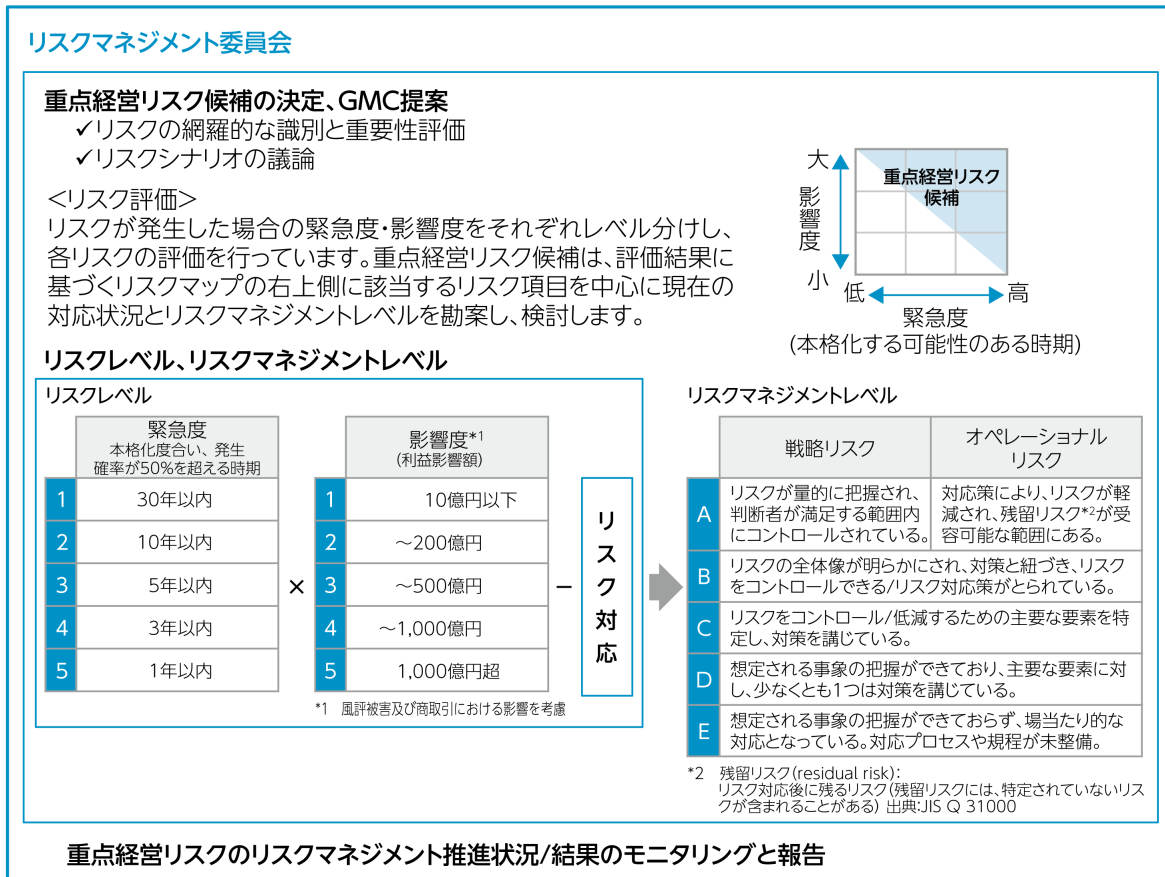 リスクマネジメント委員会
重点経営リスク候補の決定、GMC提案
✓リスクの網羅的な識別と重要性評価
✓リスクシナリオの議論
<リスク評価>
リスクが発生した場合の緊急度・影響度をそれぞれレベル分けし、
各リスクの評価を行っています。重点経営リスク候補は、評価結果に
基づくリスクマップの右上側に該当するリスク項目を中心に現在の
対応状況とリスクマネジメントレベルを勘案し、検討します。
大
影響度
小
重点経営リスク
候補
低
高
緊急度
(本格化する可能性のある時期)
リスクレベル、リスクマネジメントレベル
リスクレベル
緊急度
本格化度合い、発生
確率が50%を超える時期
1 30年以内
2 10年以内
3 5年以内
4 3年以内
5 1年以内
×
影響度*1
(利益影響額)
1 10億円以下
2 ～200億円
3 ～500億円
4 ～1,000億円
5 1,000億円超
*1 風評被害及び商取引における影響を考慮
−
リスク対応
リスクマネジメントレベル
戦略リスク
オペレーショナル
リスク
A
リスクが量的に把握され、
判断者が満足する範囲内
にコントロールされている。
対応策により、リスクが軽
減され、残留リスク*2が受
容可能な範囲にある。
B
リスクの全体像が明らかにされ、対策と紐づき、リスク
をコントロールできる/リスク対応策がとられている。
C
リスクをコントロール/低減するための主要な要素を特
定し、対策を講じている。
D
想定される事象の把握ができており、主要な要素に対
し、少なくとも1つは対策を講じている。
E
想定される事象の把握ができておらず、場当たり的な
対応となっている。対応プロセスや規程が未整備。
*2 残留リスク(residual risk):
リスク対応後に残るリスク(残留リスクには、特定されていないリス
クが含まれることがある) 出典:JIS Q 31000
重点経営リスクのリスクマネジメント推進状況/結果のモニタリングと報告